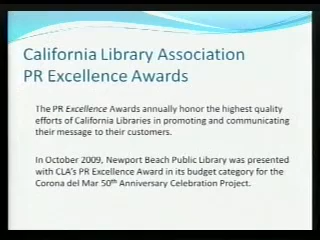 California Library Association
PR Excellence Awards
The PR Excellence Awards annually honor the highest quality
efforts of California Libraries in promoting and communicating
their message to their customers.
In October 2009, Newport Beach Public Library was presented
with CLA's PR Excellence Award in its budget category for the
Corona del Mar 50th Anniversary Celebration Project.